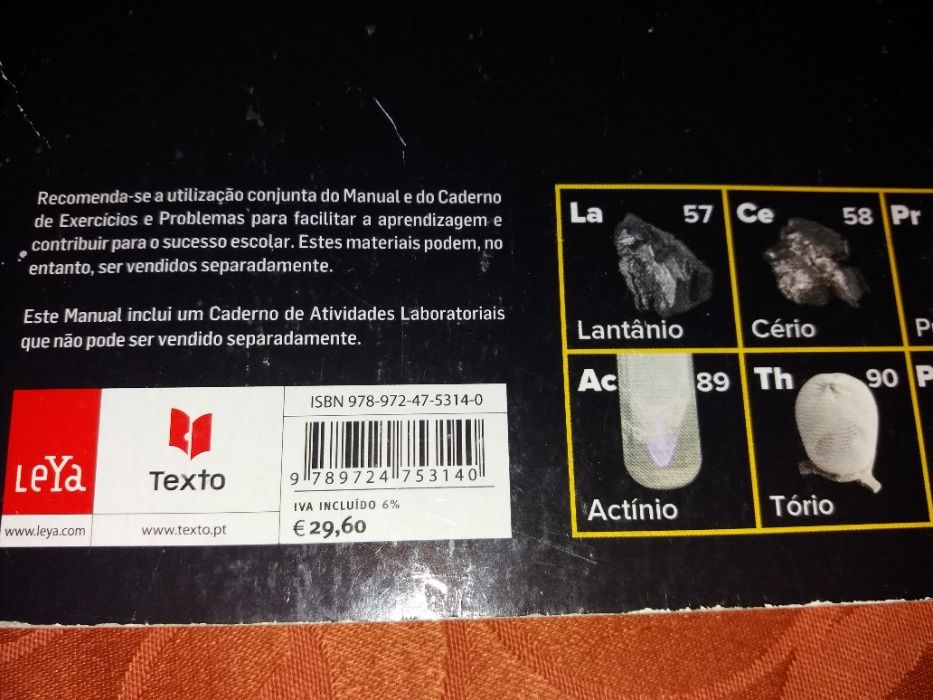 Recomenda-se a utilização conjunta do Manual e do Caderno
de Exercícios e Problemas para facilitar a aprendizagem e
contribuir para o sucesso escolar. Estes materiais podem, no
entanto, ser vendidos separadamente.
Este Manual inclui um Caderno de Atividades Laboratoriais
que não pode ser vendido separadamente.
LeYa
www.leya.com
Texto
www.texto.pt
ISBN 978-972-47-5314-0
9 789724 753140
IVA INCLUÍDO 6%
€ 29,60
La 57
Lantânio
Ce 58
Cério
Pr
Ac 89
Actínio
Th 90
Tório